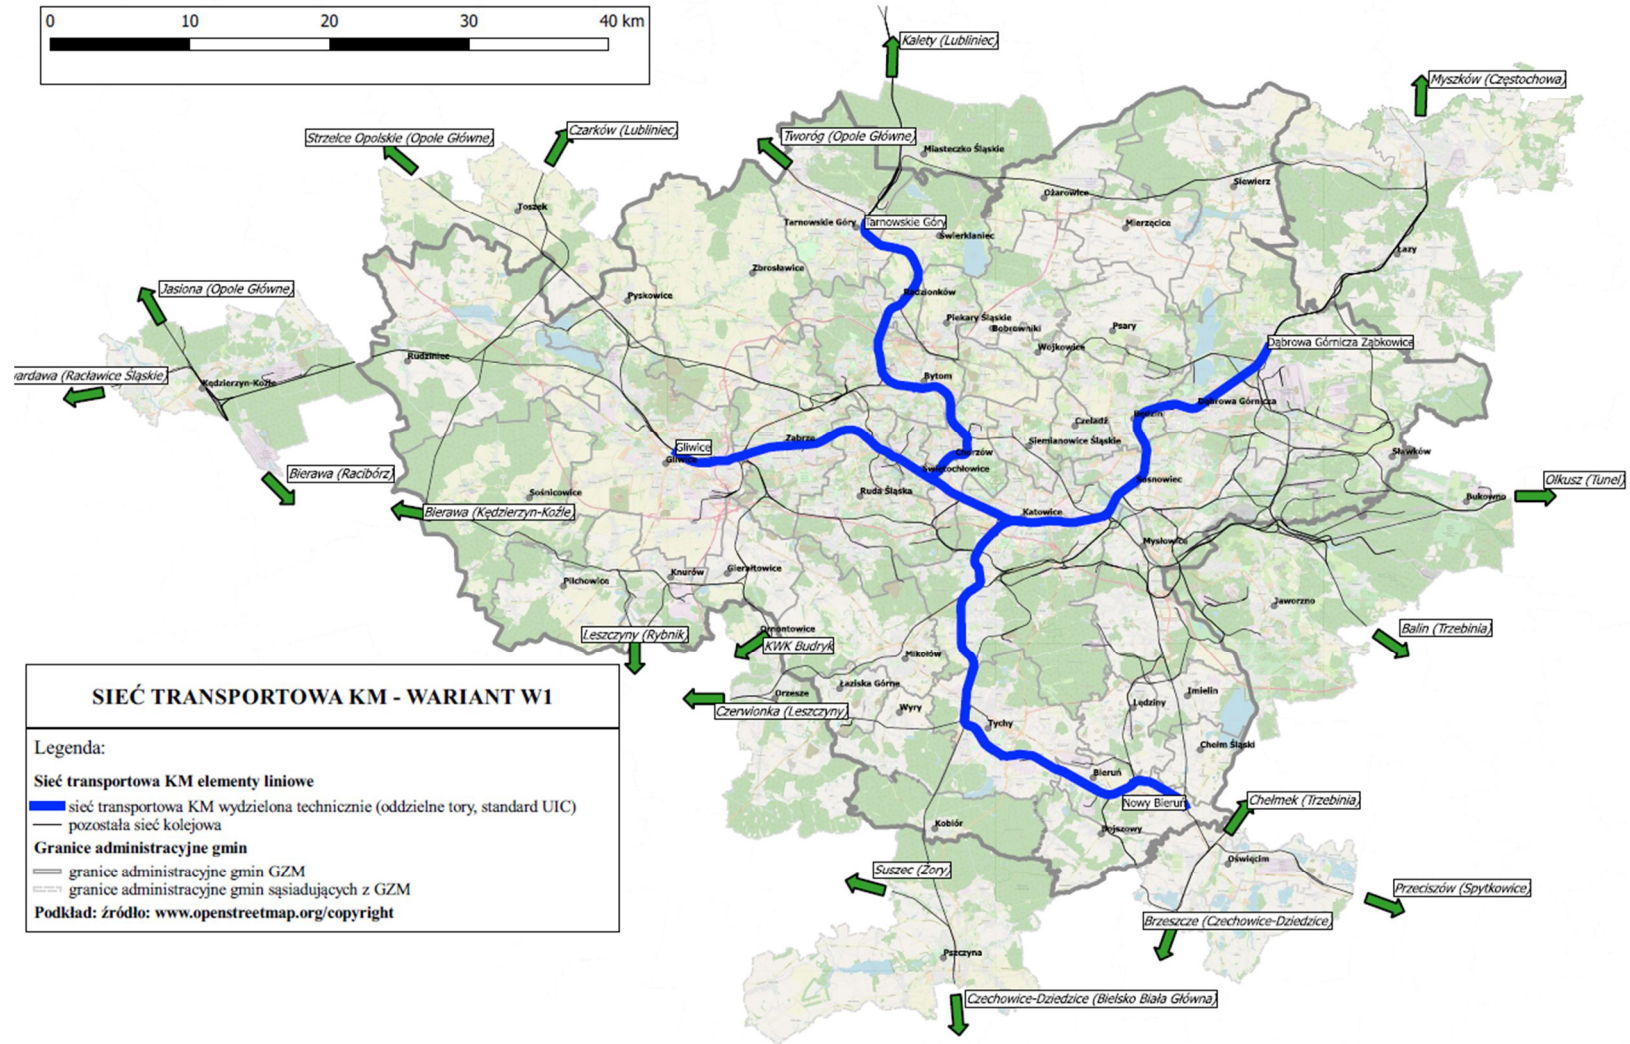 0 10 20 30 40 km
Kalety (Lubliniec)
Myszków (Częstochowa)
Strzelce Opolskie (Opole Główne)
Czarków (Lubliniec)
Tworóg (Opole Główne)
Miasteczko Śląskie
Siewierz
Ożarowice
Toszek
Tarnowskie Góry
Tarnowskie Góry
Świerklaniec
Mierzęcice
Łazy
Zbrosławice
Jasiona (Opole Główne)
Pyskowice
Radzionków
Piekary Śląskie
Bobrowniki
Psary
Wojkowice
Dąbrowa Górnicza Ząbkowice
Rudziniec
(Racławice Śląskie)
Kędzierzyn-Koźle
Bytom
Dąbrowa Górnicza
Będzin
Czeladź
Zabrze
Siemianowice Śląskie
Gliwice
Gliwice
Chorzów
Sławków
Świętochłowice
Bierawa (Racibórz)
Sosnowiec
Olkusz (Tunel)
Sośnicowice
Ruda Śląska
Bukowno
Bierawa (Kędzierzyn-Koźle)
Katowice
Mysłowice
Knurów
Gierałtowice
Pilchowice
Jaworzno
Leszczyny (Rybnik)
Ornontowice
KWK Budryk
Balin (Trzebinia)
Mikołów
Łaziska Górne
Orzesze
Imielin
Lędziny
Wyry
Czerwionka (Leszczyny)
Tychy
Chełm Śląski
Bieruń
Nowy Bieruń
Chełmek (Trzebinia)
Kobiór
Bojszowy
Oświęcim
Suszec (Żory)
Przeciszów (Spytkowice)
Brzeszcze (Czechowice-Dziedzice)
Pszczyna
Czechowice-Dziedzice (Bielsko Biała Główna)
SIEĆ TRANSPORTOWA KM - WARIANT W1
Legenda:
Sieć transportowa KM elementy liniowe
sieć transportowa KM wydzielona technicznie (oddzielne tory, standard UIC)
pozostała sieć kolejowa
Granice administracyjne gmin
granice administracyjne gmin GZM
granice administracyjne gmin sąsiadujących z GZM
Podkład: źródło: www.openstreetmap.org/copyright